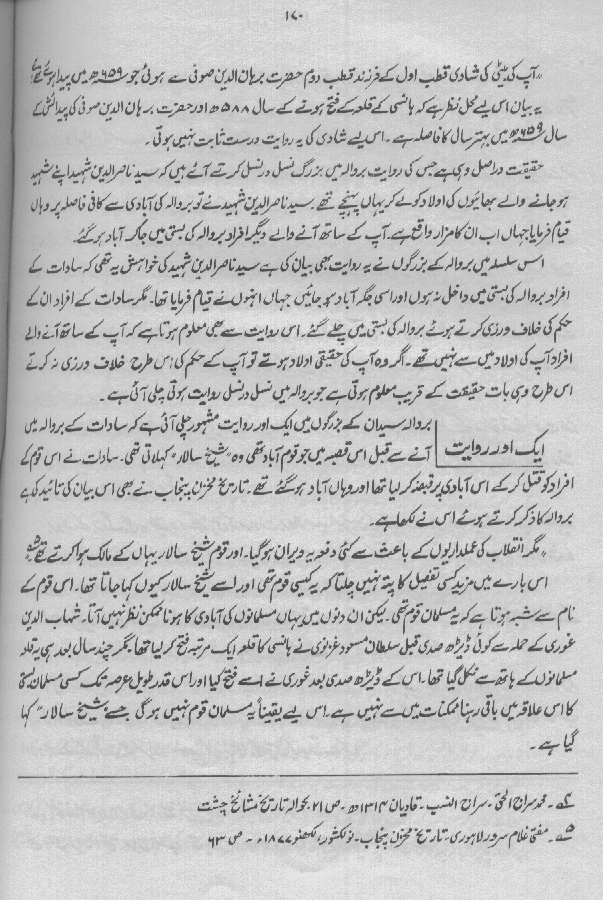 ۱۷۰
"آپ کی بیٹی کی شادی قطب اول کے فرزند قطب دوم حضرت برہان الدین صوفی سے ہوئی جو ۶۵۹ھ میں پیدا ہوئے تھے"
یہ بیان اس لیے محل نظر ہے کہ ہانسی کے قلعہ کے فتح ہونے کے سال ۵۸۸ھ اور حضرت برہان الدین صوفی کی پیدائش کے
سال ۶۵۹ھ میں بہتر سال کا فاصلہ ہے۔ اس لیے شادی کی یہ روایت درست ثابت نہیں ہوتی۔
حقیقت دراصل وہی ہے جس کی روایت بروالہ میں بزرگ نسل در نسل کرتے آئے ہیں کہ سید ناصر الدین شہید اپنے شہید
ہو جانے والے بھائیوں کی اولاد کو لے کر یہاں پہنچے تھے۔ سید ناصر الدین شہید نے تو بروالہ کی آبادی سے کافی فاصلہ پر وہاں
قیام فرمایا جہاں اب ان کا مزار واقع ہے۔ آپ کے ساتھ آنے والے دیگر افراد بروالہ کی بستی میں جا کر آباد ہو گئے۔
اس سلسلہ میں بروالہ کے بزرگوں نے یہ روایت بھی بیان کی ہے سید ناصر الدین شہید کی خواہش یہ تھی کہ سادات کے
افراد بروالہ کی بستی میں داخل نہ ہوں اور اسی جگہ آباد ہو جائیں جہاں انہوں نے قیام فرمایا تھا۔ مگر سادات کے افراد ان کے
حکم کی خلاف ورزی کرتے ہوئے بروالہ کی بستی میں چلے گئے۔ اس روایت سے بھی معلوم ہوتا ہے کہ آپ کے ساتھ آنے والے
افراد آپ کی اولاد میں سے نہیں تھے۔ اگر وہ آپ کی حقیقی اولاد ہوتے تو آپ کے حکم کی اس طرح خلاف ورزی نہ کرتے
اس طرح وہی بات حقیقت کے قریب معلوم ہوتی ہے جو بروالہ میں نسل در نسل روایت ہوتی چلی آئی ہے۔
ایک اور روایت
بروالہ سیدان کے بزرگوں میں ایک اور روایت مشہور چلی آئی ہے کہ سادات کے بروالہ میں
آنے سے قبل اس قصبہ میں جو قوم آباد تھی وہ "شیخ سالار" کہلاتی تھی۔ سادات نے اس قوم کے
افراد کو قتل کر کے اس آبادی پر قبضہ کر لیا تھا اور وہاں آباد ہو گئے تھے۔ تاریخ مخزن پنجاب نے بھی اس بیان کی تائید کی ہے
بروالہ کا ذکر کرتے ہوئے اس نے لکھا ہے۔
"مگر انقلاب کی عملداریوں کے باعث سے کئی دفعہ یہ ویران ہو گیا۔ اور قوم شیخ سالار یہاں کے مالک ہوا کرتے تھے"
اس بارے میں مزید کسی تفصیل کا پتہ نہیں چلتا کہ یہ کیسی قوم تھی اور اسے شیخ سالار کیوں کہا جاتا تھا۔ اس قوم کے
نام سے شبہ ہوتا ہے کہ یہ مسلمان قوم تھی۔ لیکن ان دنوں میں یہاں مسلمانوں کی آبادی کا ہونا ممکن نظر نہیں آتا۔ شہاب الدین
غوری کے حملہ سے کوئی ڈیڑھ صدی قبل سلطان مسعود غزنوی نے ہانسی کا قلعہ ایک مرتبہ فتح کر لیا تھا۔ مگر چند سال بعد ہی یہ قلعہ
مسلمانوں کے ہاتھ سے نکل گیا تھا۔ اس کے ڈیڑھ صدی بعد غوری نے اسے فتح کیا اور اس قدر طویل عرصہ تک کسی مسلمان بستی
کا اس علاقہ میں باقی رہنا ممکنات میں سے نہیں ہے۔ اس لیے یقیناً یہ مسلمان قوم نہیں ہو گی جسے "شیخ سالار" کہا
گیا ہے۔
۴ے۔ محمد سراج الحق۔ سراج النسب۔ قادیان ۱۳۱۴ھ۔ ص ۲۱ بحوالہ تاریخ مشائخ چشت
۵ے۔ مفتی غلام سرور لاہوری۔ تاریخ مخزن پنجاب۔ نولکشور، لکھنؤ ۱۸۷۷ء۔ ص ۶۳